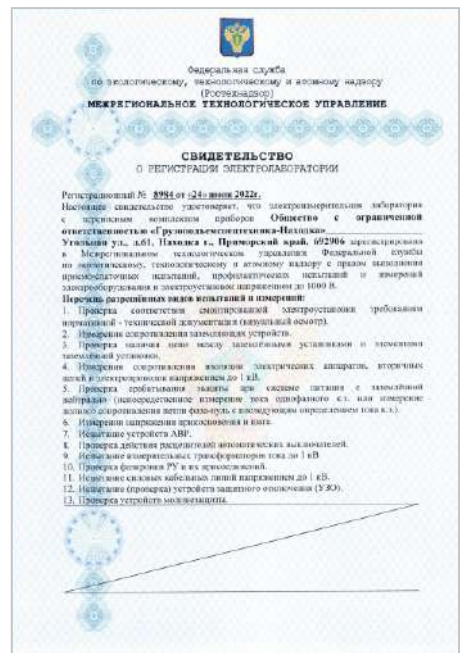 Федеральная служба
по экологическому, технологическому и атомному надзору
(Ростехнадзор)
МЕЖРЕГИОНАЛЬНОЕ ТЕХНОЛОГИЧЕСКОЕ УПРАВЛЕНИЕ
СВИДЕТЕЛЬСТВО
О РЕГИСТРАЦИИ ЭЛЕКТРОЛАБОРАТОРИИ
Регистрационный № 8984 от «24» июня 2022г.
Настоящее свидетельство удостоверяет, что электроизмерительная лаборатория
с переносным комплектом приборов Общество с ограниченной
ответственностью «Грузоподъемспецтехника-Находка»
Угольная ул., д.61, Находка г., Приморский край, 692906 зарегистрирована
в Межрегиональном технологическом управлении Федеральной службы
по экологическому, технологическому и атомному надзору с правом выполнения
приемо-сдаточных испытаний, профилактических испытаний и измерений
электрооборудования и электроустановок напряжением до 1000 В.
Перечень разрешённых видов испытаний и измерений:
1. Проверка соответствия смонтированной электроустановки требованиям
нормативной - технической документации (визуальный осмотр).
2. Измерения сопротивления заземляющих устройств.
3. Проверка наличия цепи между заземлёнными установками и элементами
заземлённой установки.
4. Измерения сопротивления изоляции электрических аппаратов, вторичных
цепей и электропроводки напряжением до 1 кВ.
5. Проверка срабатывания защиты при системе питания с заземлённой
нейтралью (непосредственное измерение тока однофазного к.з. или измерение
полного сопротивления петли фаза-нуль с последующим определением тока к.з.).
6. Измерения напряжения прикосновения и шага.
7. Испытание устройств АВР.
8. Проверка действия расцепителей автоматических выключателей.
9. Испытание измерительных трансформаторов тока до 1 кВ
10. Проверка фазировки РУ и их присоединений.
11. Испытание силовых кабельных линий напряжением до 1 кВ.
12. Испытание (проверка) устройств защитного отключения (УЗО).
13. Проверка устройств молниезащиты.